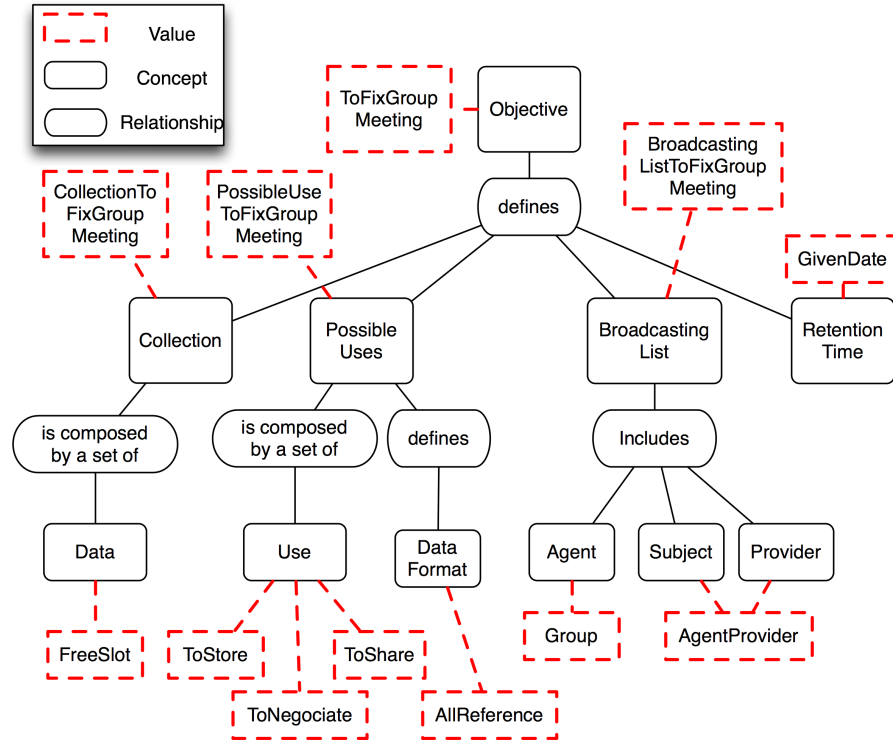 Value
Concept
Relationship
ToFixGroup
Meeting
Objective
Broadcasting
ListToFixGroup
Meeting
CollectionTo
FixGroup
Meeting
PossibleUse
ToFixGroup
Meeting
defines
GivenDate
Collection
Possible
Uses
Broadcasting
List
Retention
Time
is composed
by a set of
is composed
by a set of
defines
Includes
Data
Use
Data
Format
Agent
Subject
Provider
FreeSlot
ToStore
ToShare
Group
AgentProvider
ToNegociate
AllReference